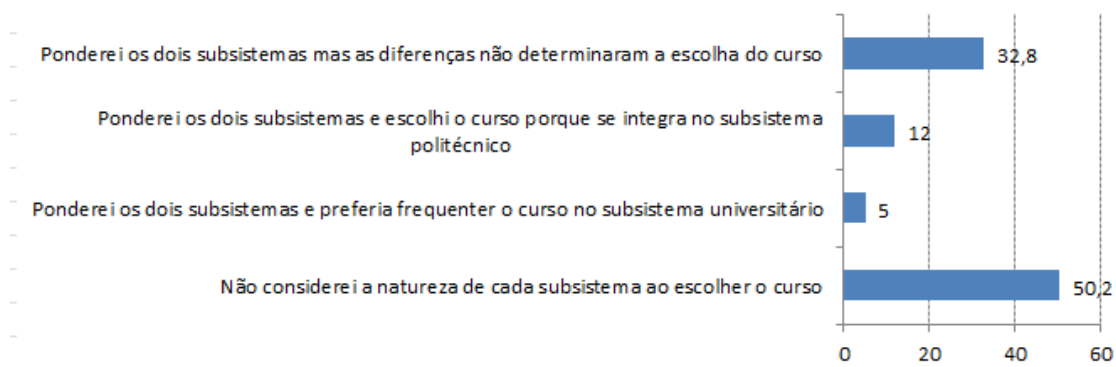 Ponderei os dois subsistemas mas as diferenças não determinaram a escolha do curso
32,8
Ponderei os dois subsistemas e escolhi o curso porque se integra no subsistema
politécnico
12
Ponderei os dois subsistemas e preferia frequenter o curso no subsistema universitário
5
Não considerei a natureza de cada subsistema ao escolher o curso
50,2
0 20 40 60